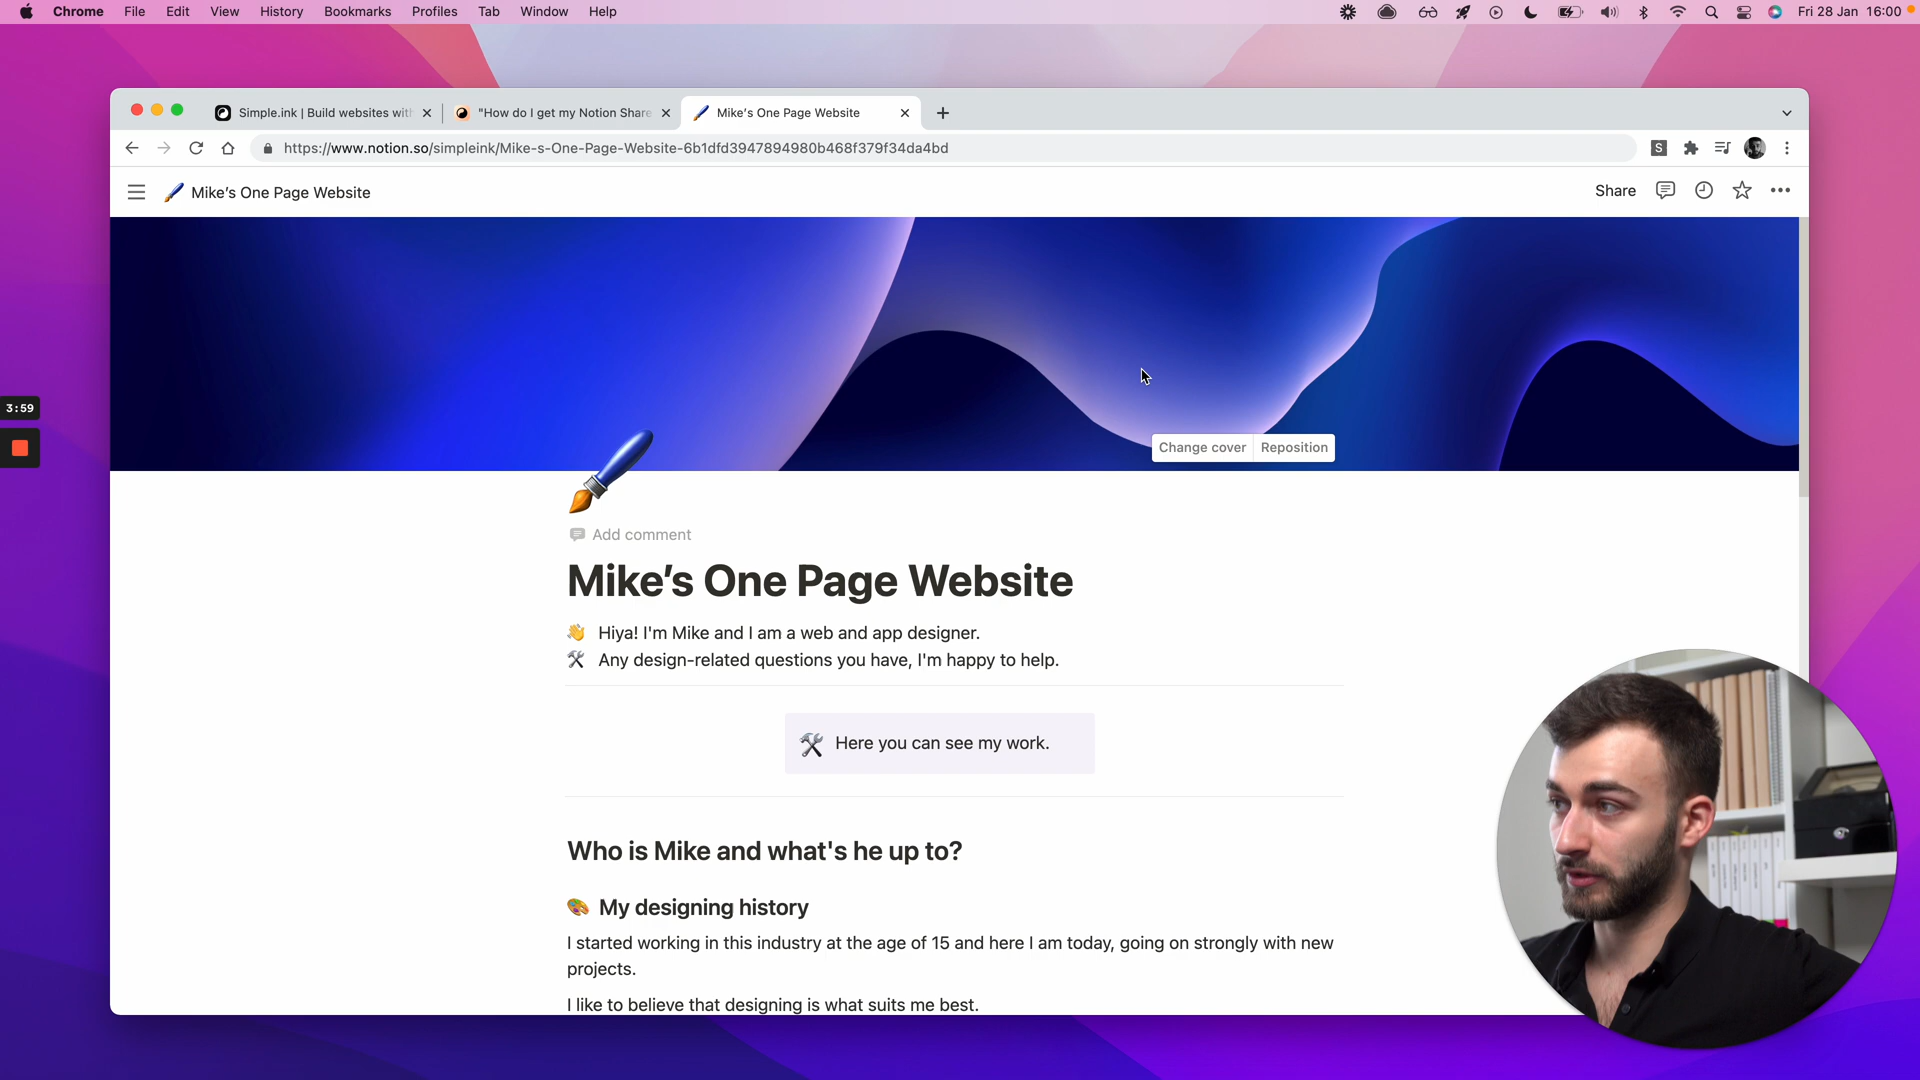 Chrome File Edit View History Bookmarks Profiles Tab Window Help Fri 28 Jan 16:00
Simple.ink | Build websites with
"How do I get my Notion Share
Mike's One Page Website
https://www.notion.so/simpleink/Mike-s-One-Page-Website-6b1dfd3947894980b468f379f34da4bd
S
Mike's One Page Website
Share
3:59
Change cover Reposition
Add comment
Mike's One Page Website
Hiya! I'm Mike and I am a web and app designer.
Any design-related questions you have, I'm happy to help.
Here you can see my work.
Who is Mike and what's he up to?
My designing history
I started working in this industry at the age of 15 and here I am today, going on strongly with new
projects.
I like to believe that designing is what suits me best.